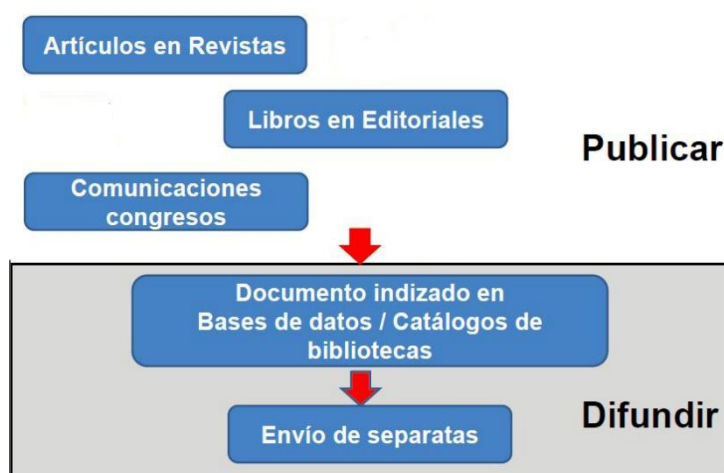 Artículos en Revistas
Libros en Editoriales
Publicar
Comunicaciones
congresos
Documento indizado en
Bases de datos / Catálogos de
bibliotecas
Difundir
Envío de separatas